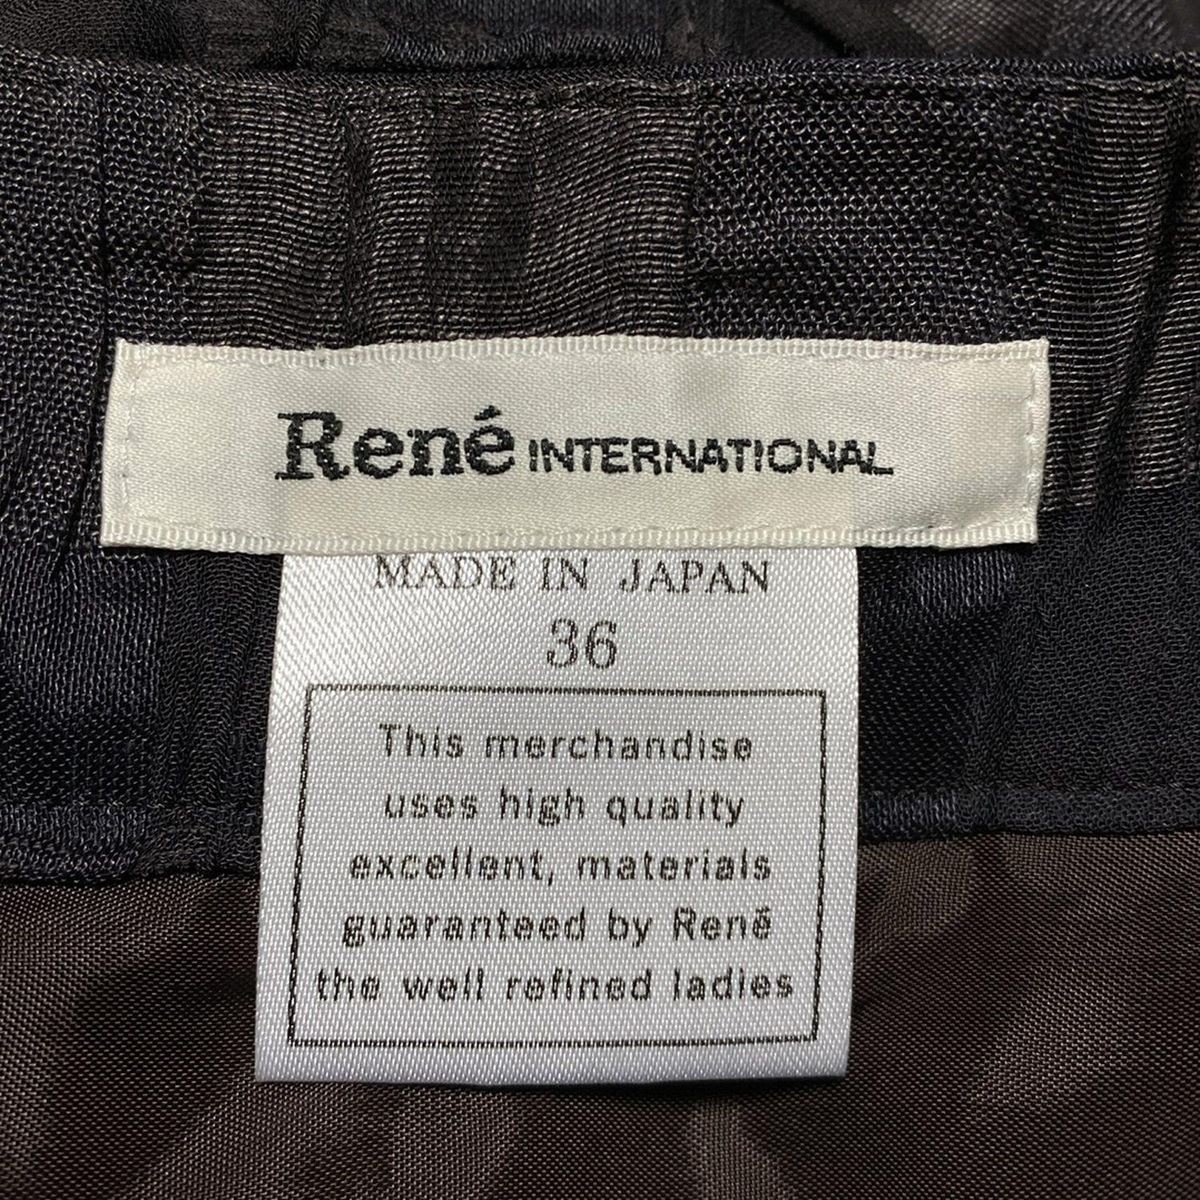 René INTERNATIONAL
MADE IN JAPAN
36
This merchandise
uses high quality
excellent, materials
guaranteed by René
the well refined ladies